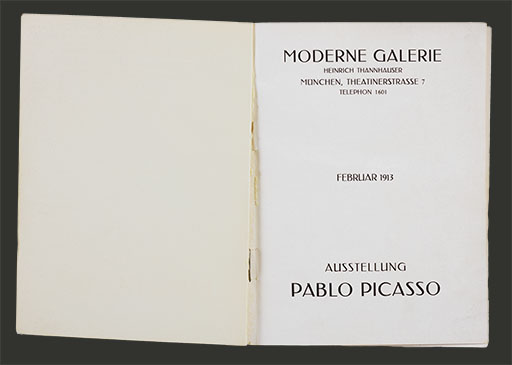 MODERNE GALERIE
HEINRICH THANNHAUSER
MÜNCHEN, THEATINERSTRASSE 7
TELEPHON 1601
FEBRUAR 1913
AUSSTELLUNG
PABLO PICASSO